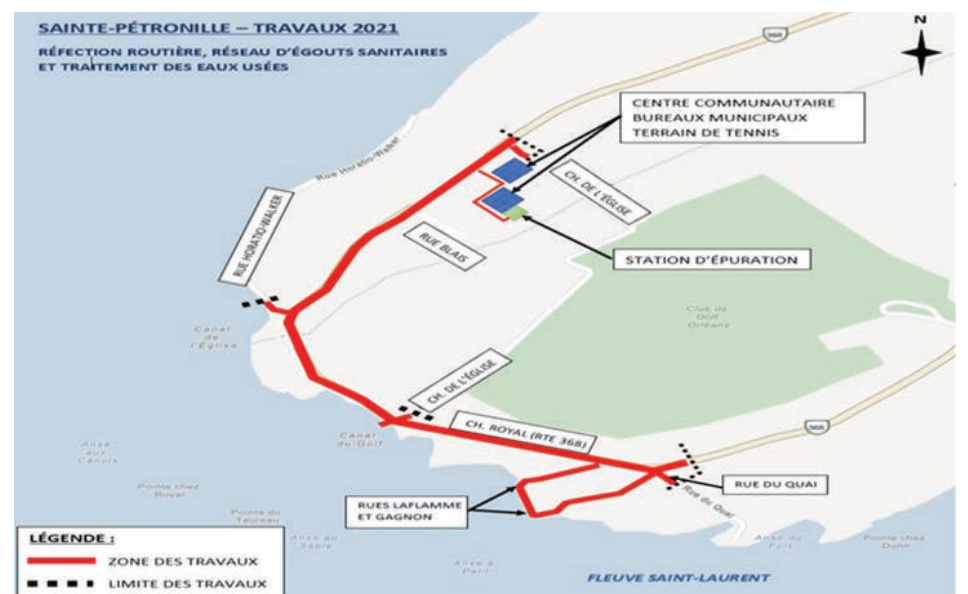 SAINTE-PÉTRONILLE – TRAVAUX 2021
RÉFECTION ROUTIÈRE, RÉSEAU D'ÉGOUTS SANITAIRES
ET TRAITEMENT DES EAUX USÉES
N
368
CENTRE COMMUNAUTAIRE
BUREAUX MUNICIPAUX
TERRAIN DE TENNIS
Rue Horatio-Walker
CH. DE L'ÉGLISE
RUE HORATIO-WALKER
RUE BLAIS
STATION D'ÉPURATION
Club de
Golf
Orléans
Canal
de
l'Église
CH. DE L'ÉGLISE
CH. ROYAL (RTE 368)
368
Canal
du Golf
Anse
aux
Canots
Pointe chez
Royal
RUE DU QUAI
Rue du Quai
RUES LAFLAMME
ET GAGNON
Pointe du
Taureau
Anse au
Sable
Anse du
Fort
Pointe chez
Dunn
LÉGENDE :
ZONE DES TRAVAUX
LIMITE DES TRAVAUX
Anse à
FLEUVE SAINT-LAURENT